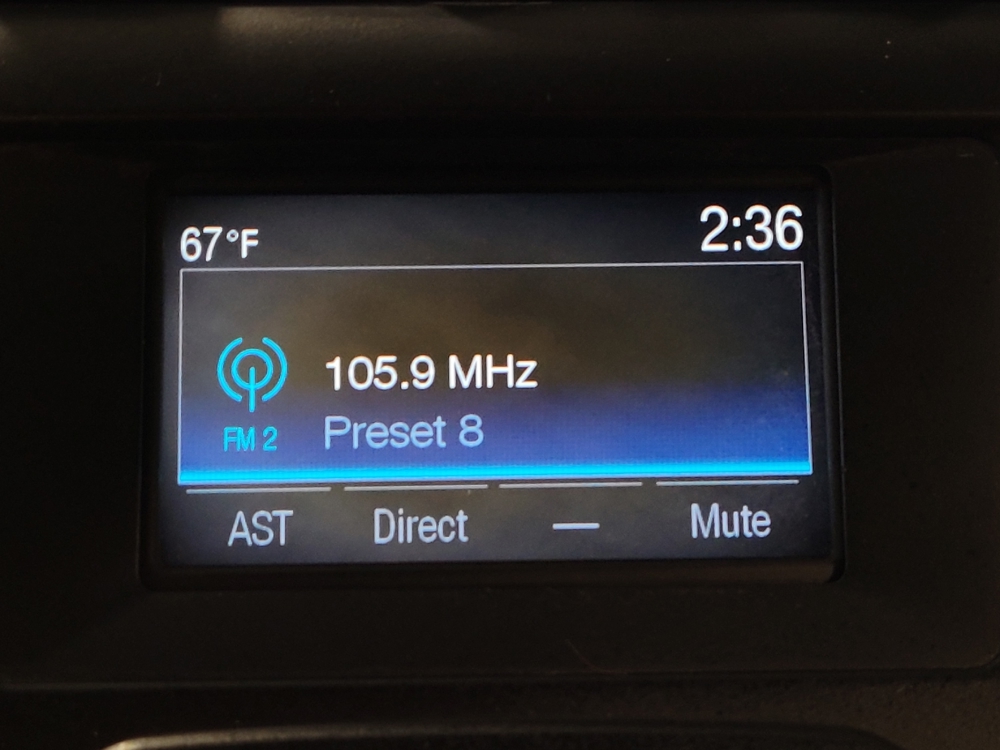 67°F 2:36
105.9 MHz
FM 2 Preset 8
AST Direct — Mute